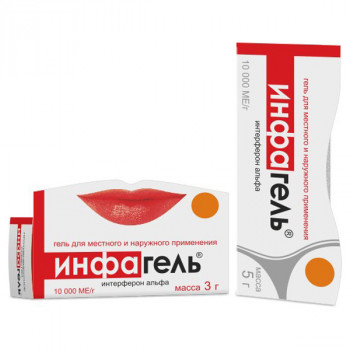 гель для местного и наружного применения
ИНФАГЕЛЬ®
10 000 МЕ/г
интерферон альфа
масса 3 г
ИНФАГЕЛЬ
10 000 МЕ/г
ИНФАГЕЛЬ®
интерферон альфа
гель для местного и наружного применения
масса
5 г